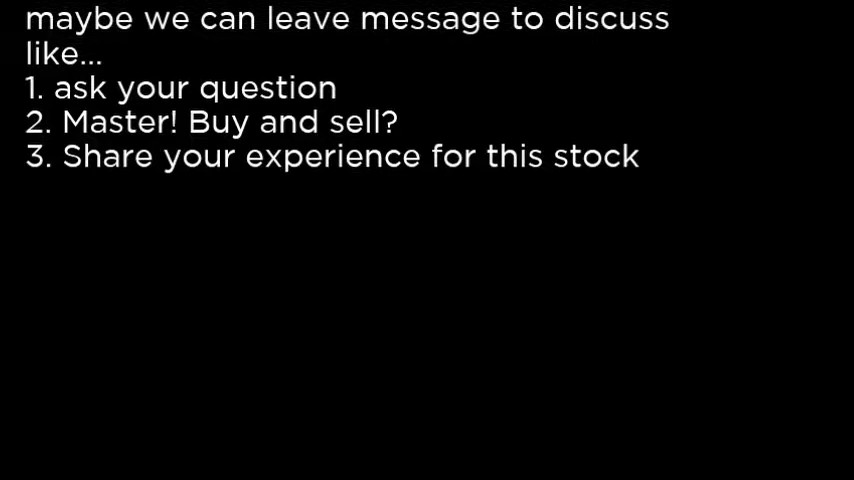 maybe we can leave message to discuss
like...
1. ask your question
2. Master! Buy and sell?
3. Share your experience for this stock